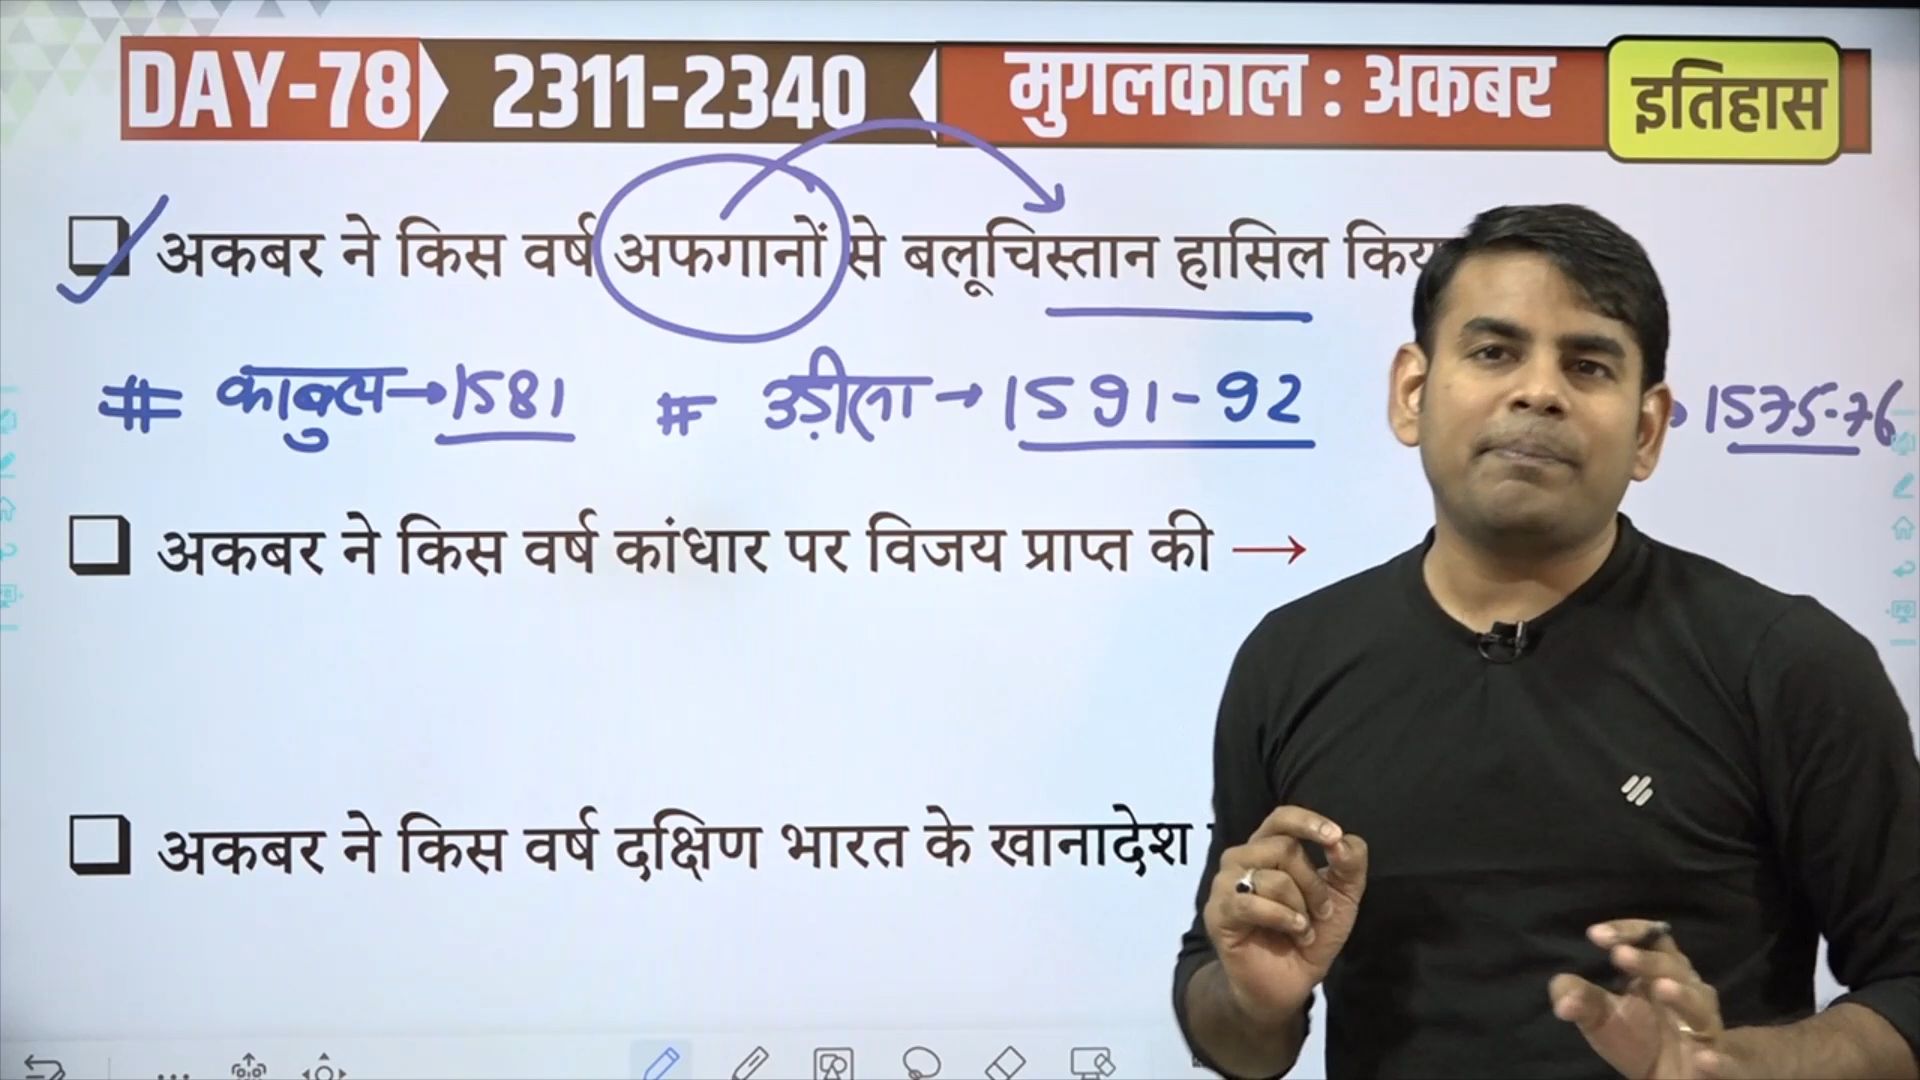 DAY-78 2311-2340 मुगलकाल : अकबर इतिहास
अकबर ने किस वर्ष अफगानों से बलूचिस्तान हासिल
# काबुल→1581 # उड़ीसा→1591-92 1575-76
अकबर ने किस वर्ष कांधार पर विजय प्राप्त की →
अकबर ने किस वर्ष दक्षिण भारत के खानादेश